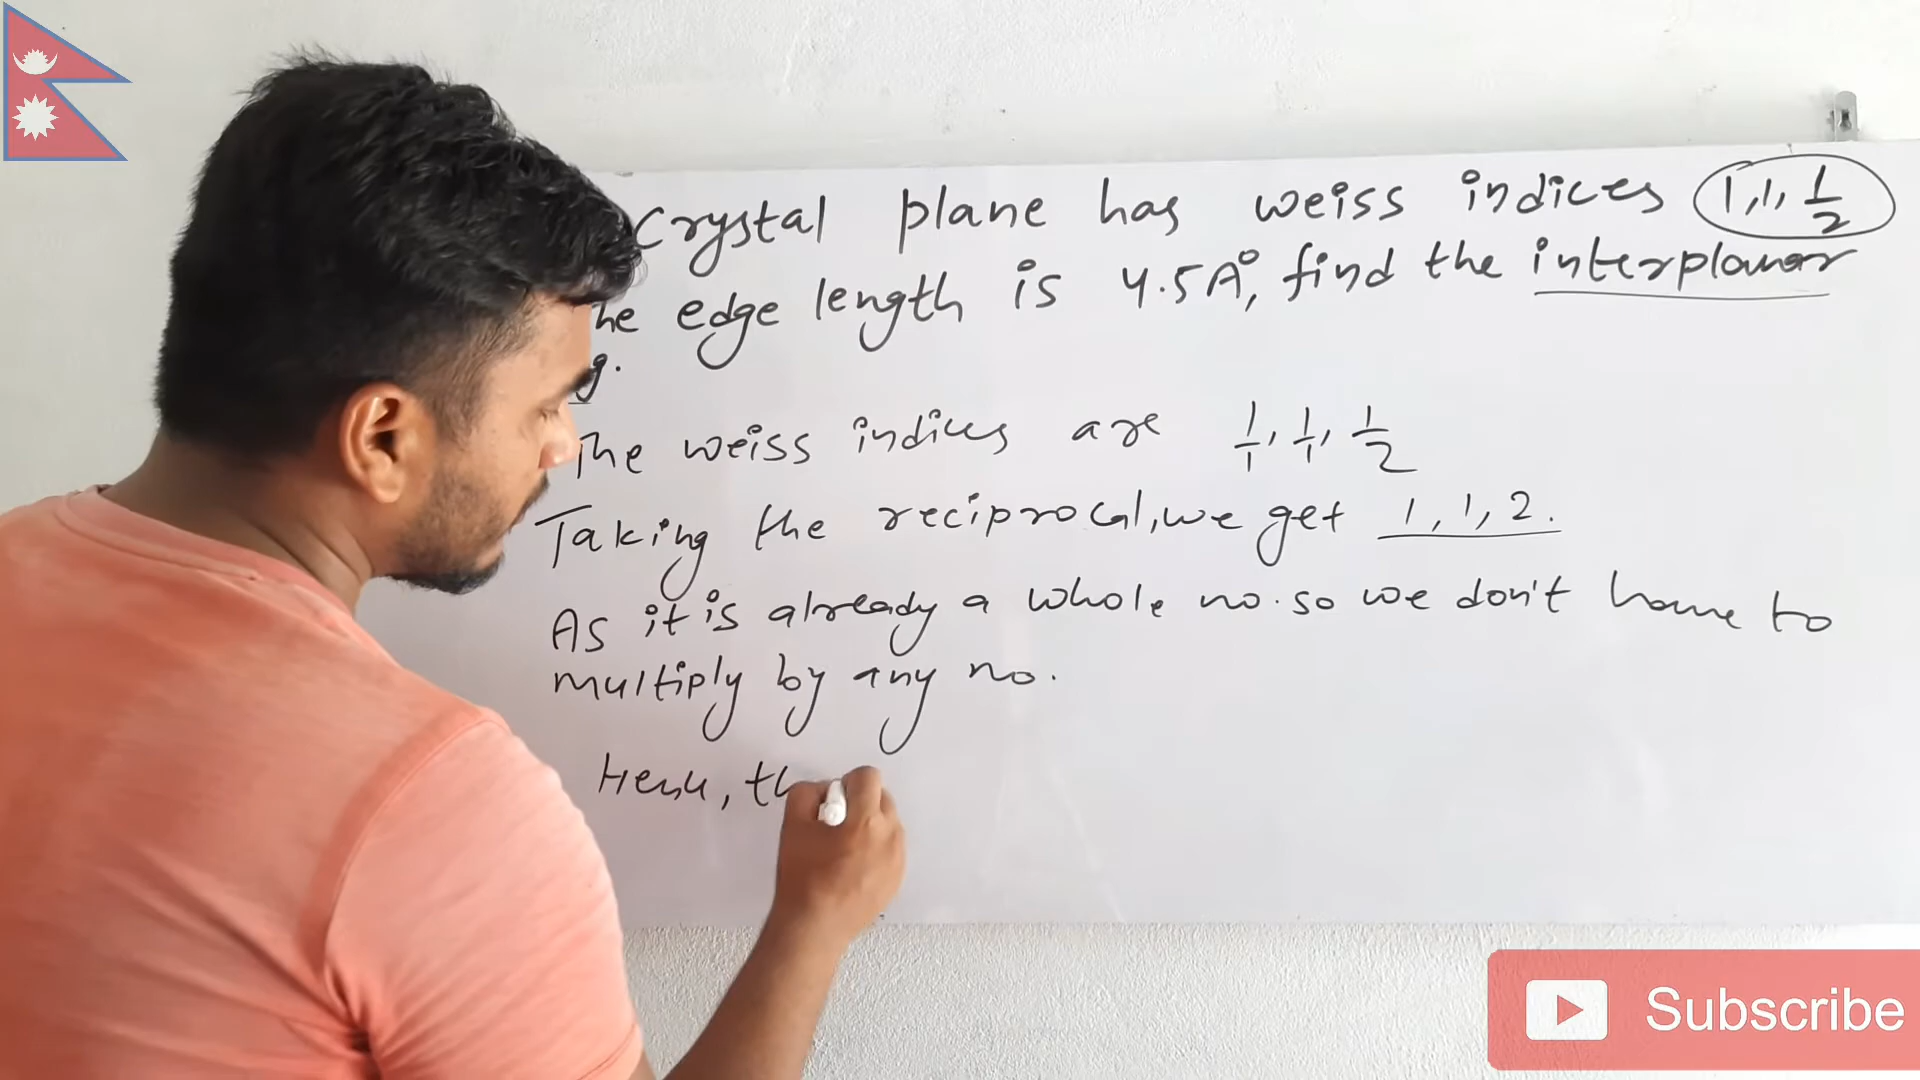 crystal plane has weiss indices 1, 1, 1/2
he edge length is 4.5A°, find the interplanar
g.
The weiss indices are 1/1, 1/1, 1/2
Taking the reciprocal, we get 1, 1, 2.
As it is already a whole no. so we don't have to
multiply by any no.
Hence, th
Subscribe